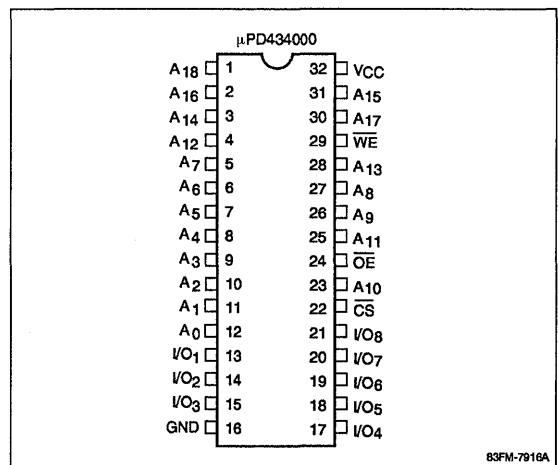 μPD434000
A18 1 32 VCC
A16 2 31 A15
A14 3 30 A17
A12 4 29 WE
A7 5 28 A13
A6 6 27 A8
A5 7 26 A9
A4 8 25 A11
A3 9 24 OE
A2 10 23 A10
A1 11 22 CS
A0 12 21 I/O8
I/O1 13 20 I/O7
I/O2 14 19 I/O6
I/O3 15 18 I/O5
GND 16 17 I/O4
83FM-7916A